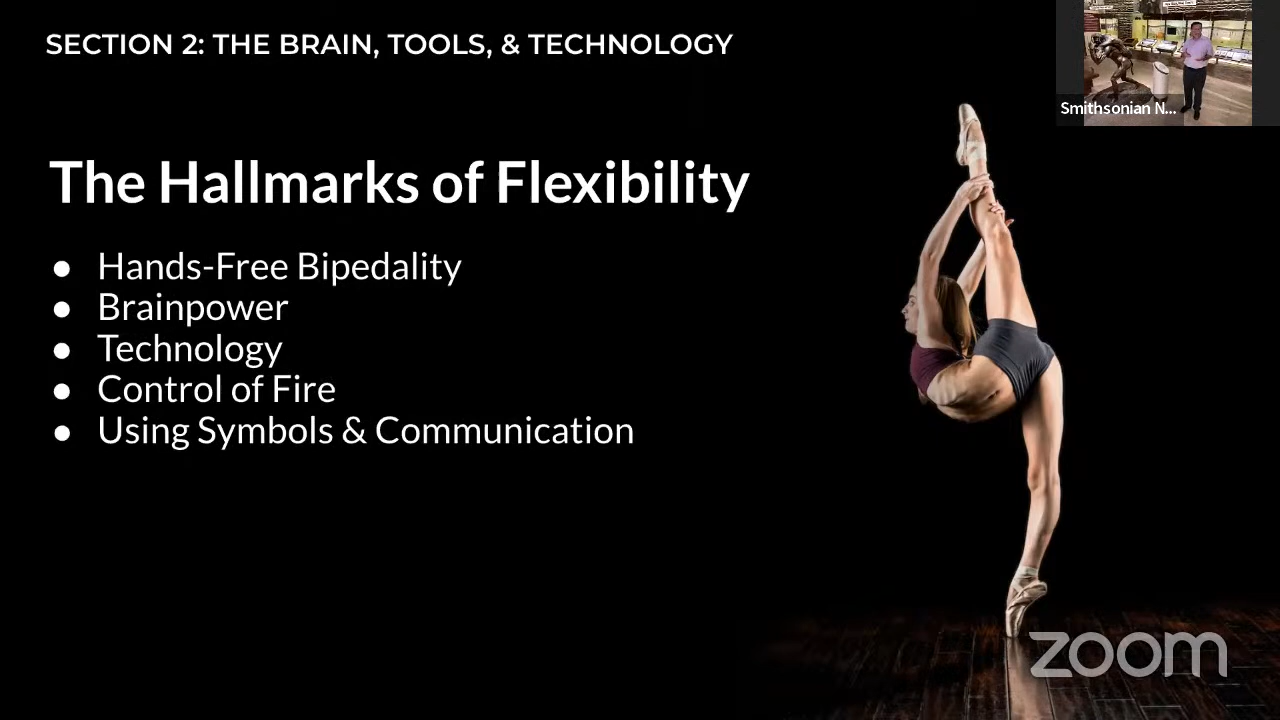 SECTION 2: THE BRAIN, TOOLS, & TECHNOLOGY
Smithsonian N...
The Hallmarks of Flexibility
● Hands-Free Bipedality
● Brainpower
● Technology
● Control of Fire
● Using Symbols & Communication
zoom